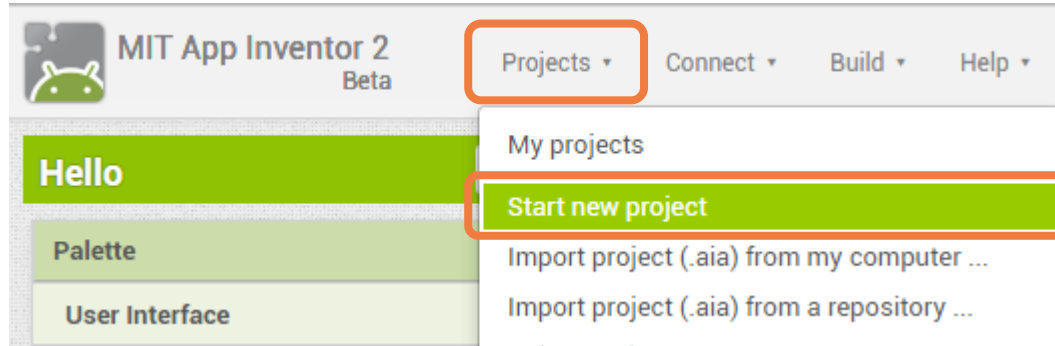 MIT App Inventor 2
Beta
Projects
Connect
Build
Help
Hello
My projects
Start new project
Palette
Import project (.aia) from my computer ...
User Interface
Import project (.aia) from a repository ...